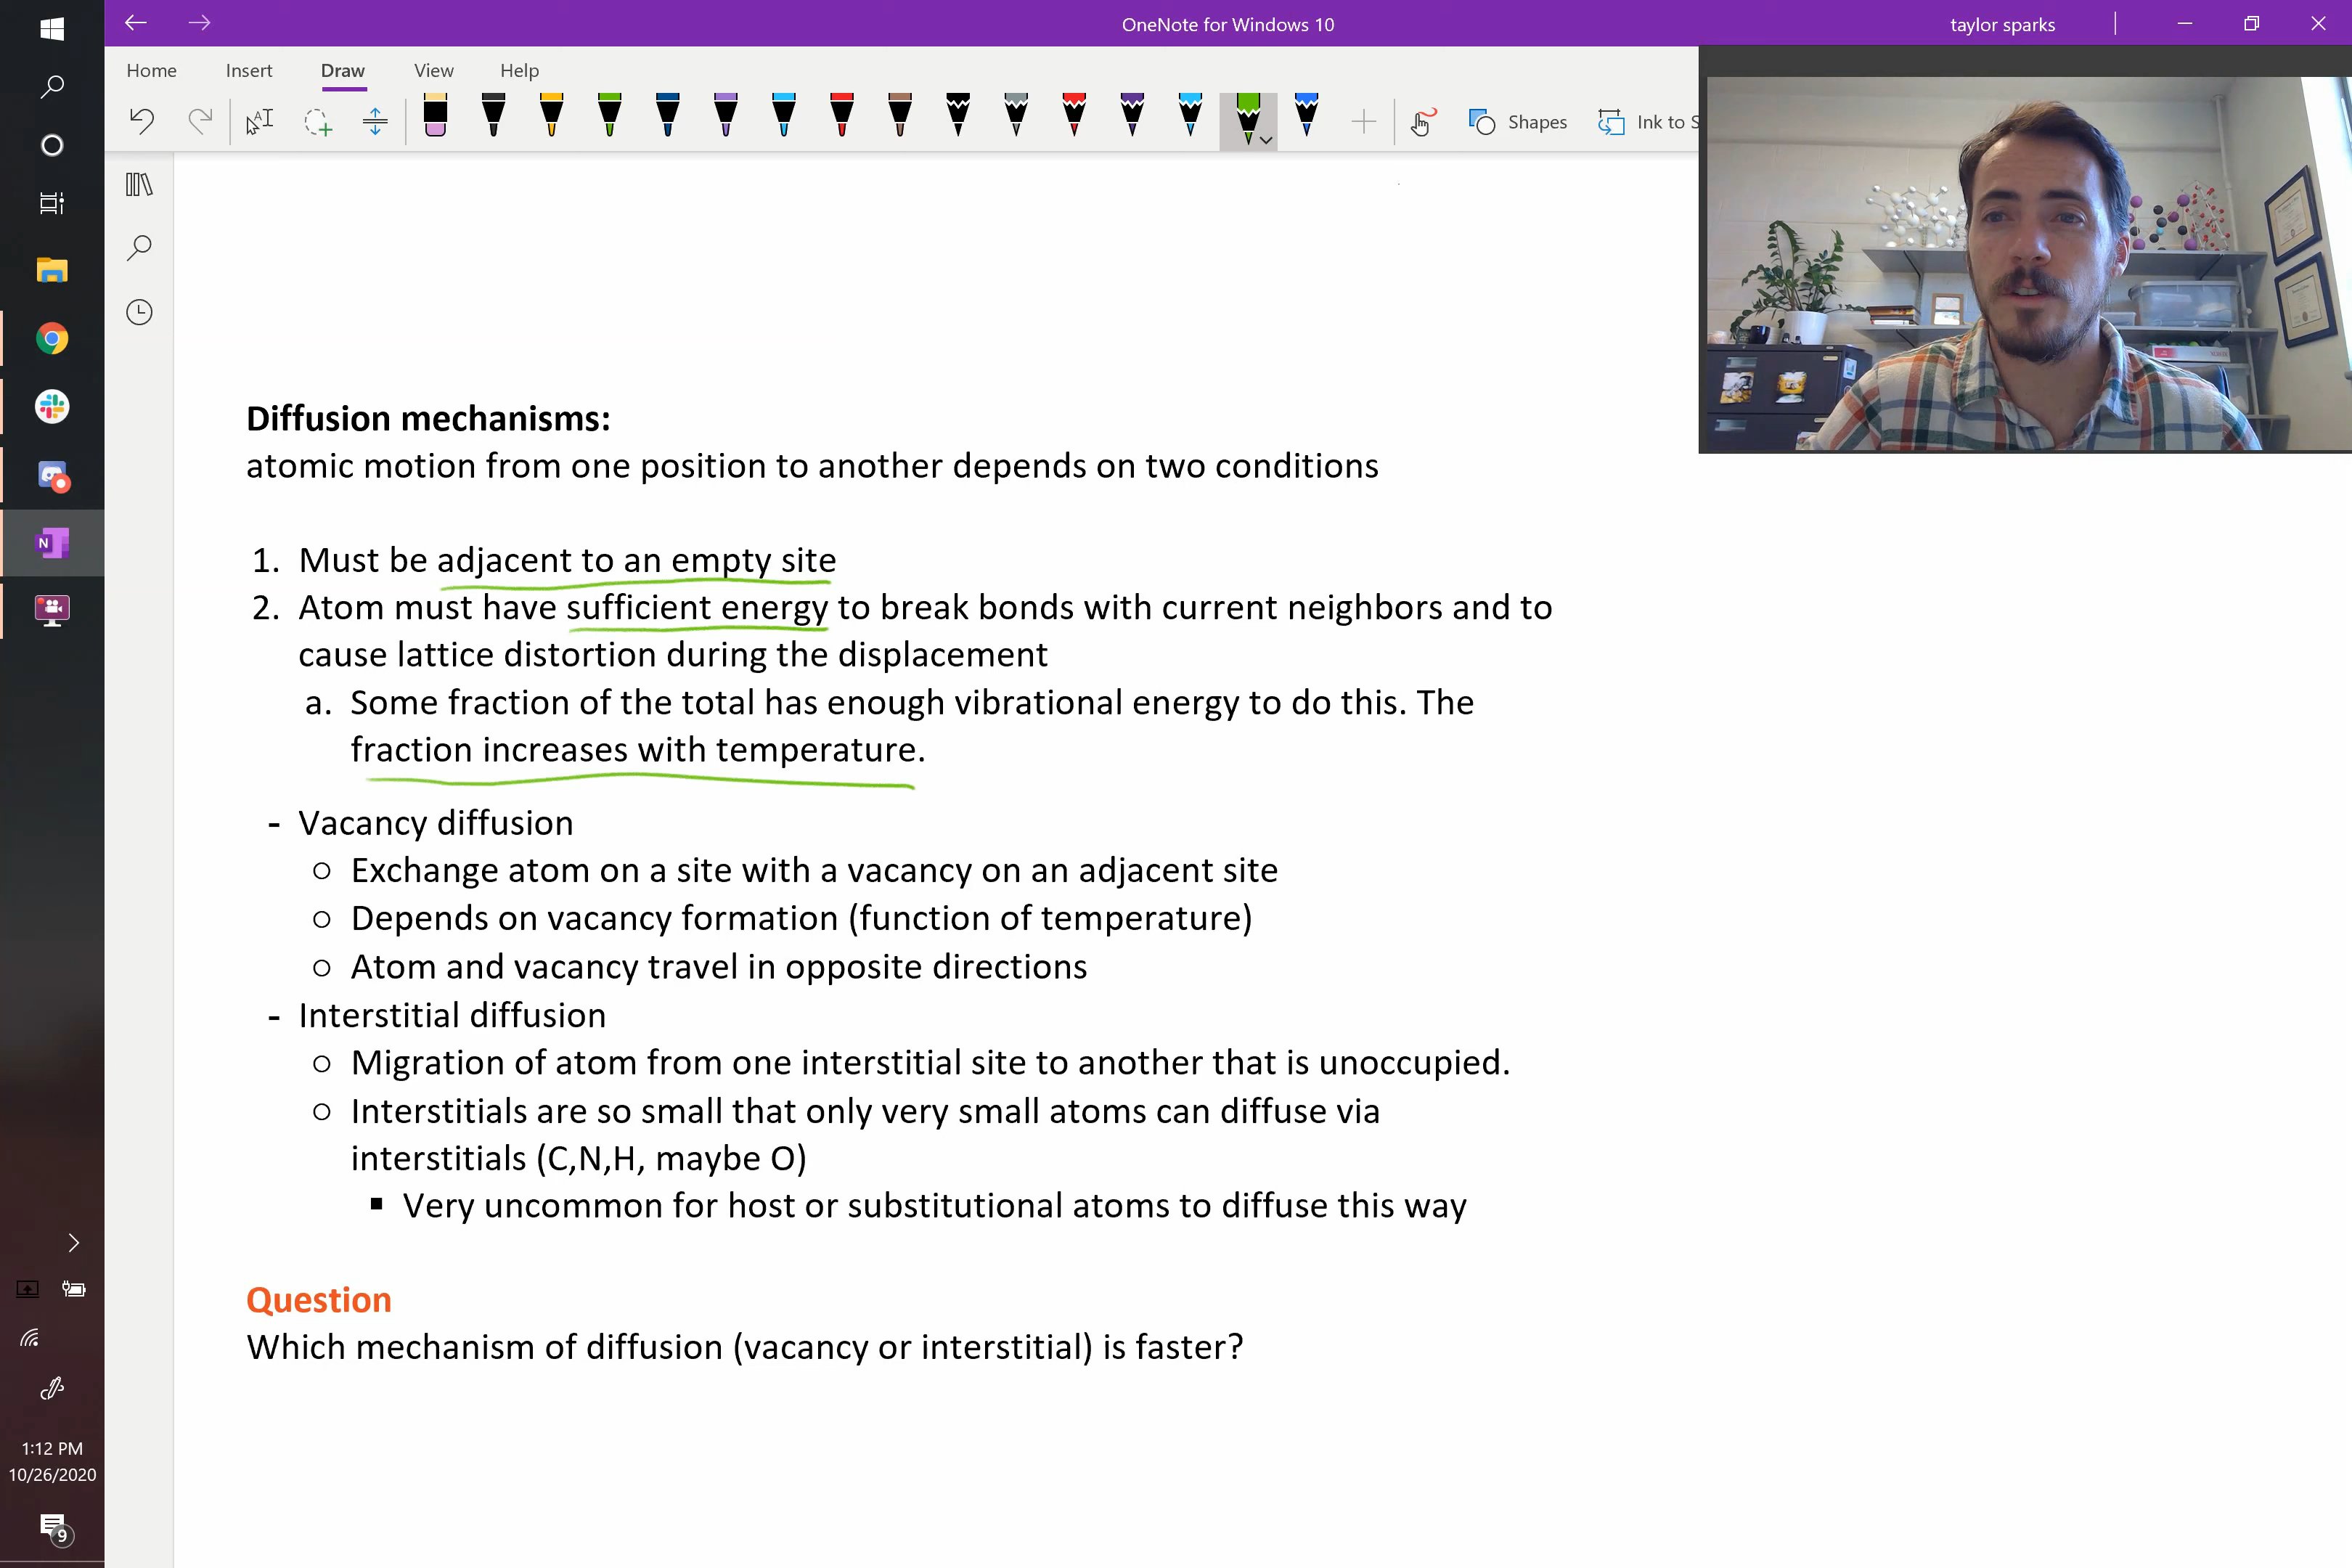 OneNote for Windows 10
taylor sparks
Home Insert Draw View Help
Shapes Ink to S
Diffusion mechanisms:
atomic motion from one position to another depends on two conditions
1. Must be adjacent to an empty site
2. Atom must have sufficient energy to break bonds with current neighbors and to
cause lattice distortion during the displacement
a. Some fraction of the total has enough vibrational energy to do this. The
fraction increases with temperature.
- Vacancy diffusion
○ Exchange atom on a site with a vacancy on an adjacent site
○ Depends on vacancy formation (function of temperature)
○ Atom and vacancy travel in opposite directions
- Interstitial diffusion
○ Migration of atom from one interstitial site to another that is unoccupied.
○ Interstitials are so small that only very small atoms can diffuse via
interstitials (C,N,H, maybe O)
▪ Very uncommon for host or substitutional atoms to diffuse this way
Question
Which mechanism of diffusion (vacancy or interstitial) is faster?
1:12 PM
10/26/2020
9